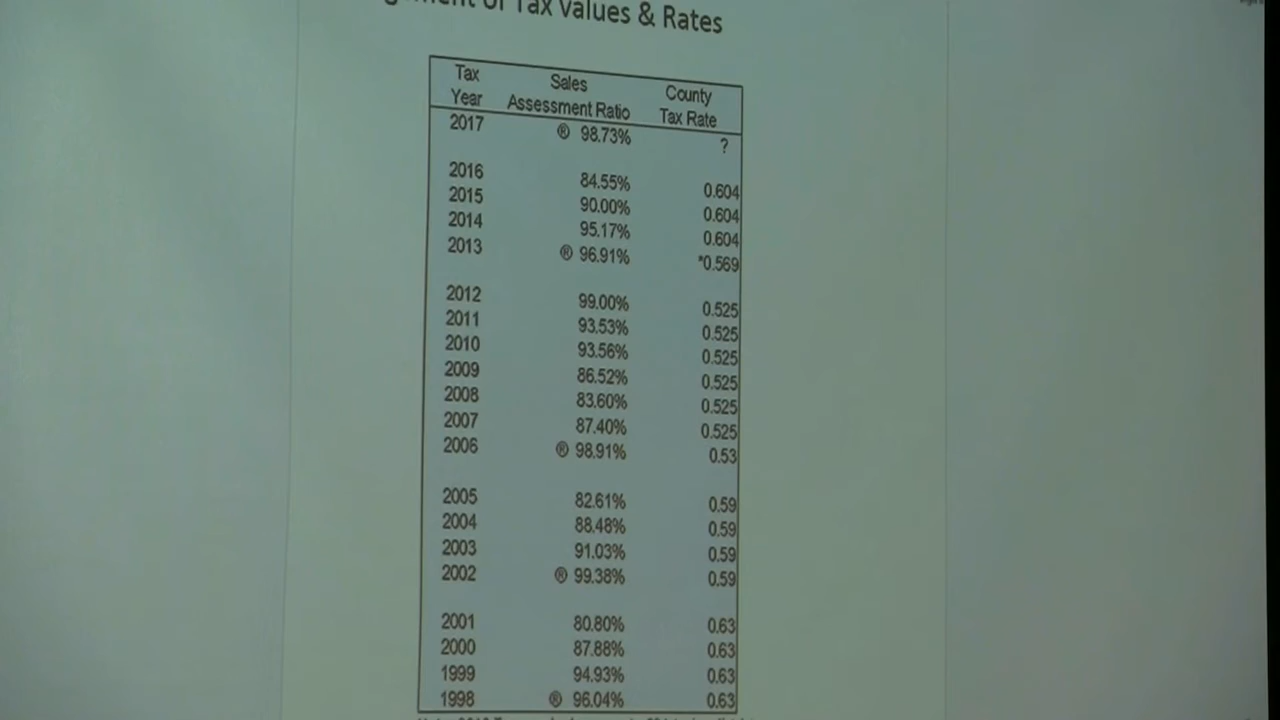 of Tax Values & Rates
Tax Year Sales Assessment Ratio County Tax Rate
2017 ® 98.73% ?
2016 84.55% 0.604
2015 90.00% 0.604
2014 95.17% 0.604
2013 ® 96.91% *0.569
2012 99.00% 0.525
2011 93.53% 0.525
2010 93.56% 0.525
2009 86.52% 0.525
2008 83.60% 0.525
2007 87.40% 0.525
2006 ® 98.91% 0.53
2005 82.61% 0.59
2004 88.48% 0.59
2003 91.03% 0.59
2002 ® 99.38% 0.59
2001 80.80% 0.63
2000 87.88% 0.63
1999 94.93% 0.63
1998 ® 96.04% 0.63